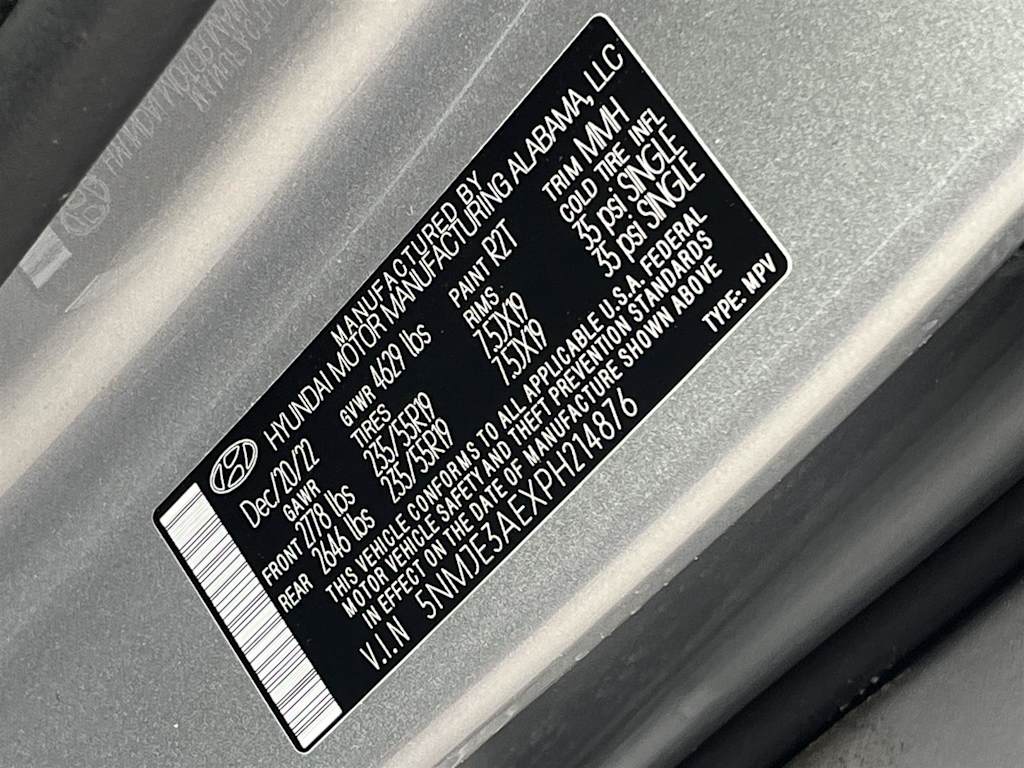 MANUFACTURED BY
HYUNDAI MOTOR MANUFACTURING ALABAMA, LLC
Dec/20/22 GVWR 4629 lbs PAINT R2T TRIM MMH
GAWR TIRES RIMS COLD TIRE INFL
FRONT 2778 lbs 235/55R19 7.5JX19 35 psi SINGLE
REAR 2646 lbs 235/55R19 7.5JX19 35 psi SINGLE
THIS VEHICLE CONFORMS TO ALL APPLICABLE U.S.A. FEDERAL
MOTOR VEHICLE SAFETY AND THEFT PREVENTION STANDARDS
IN EFFECT ON THE DATE OF MANUFACTURE SHOWN ABOVE
V.I.N 5NMJE3AEXPH214876 TYPE: MPV